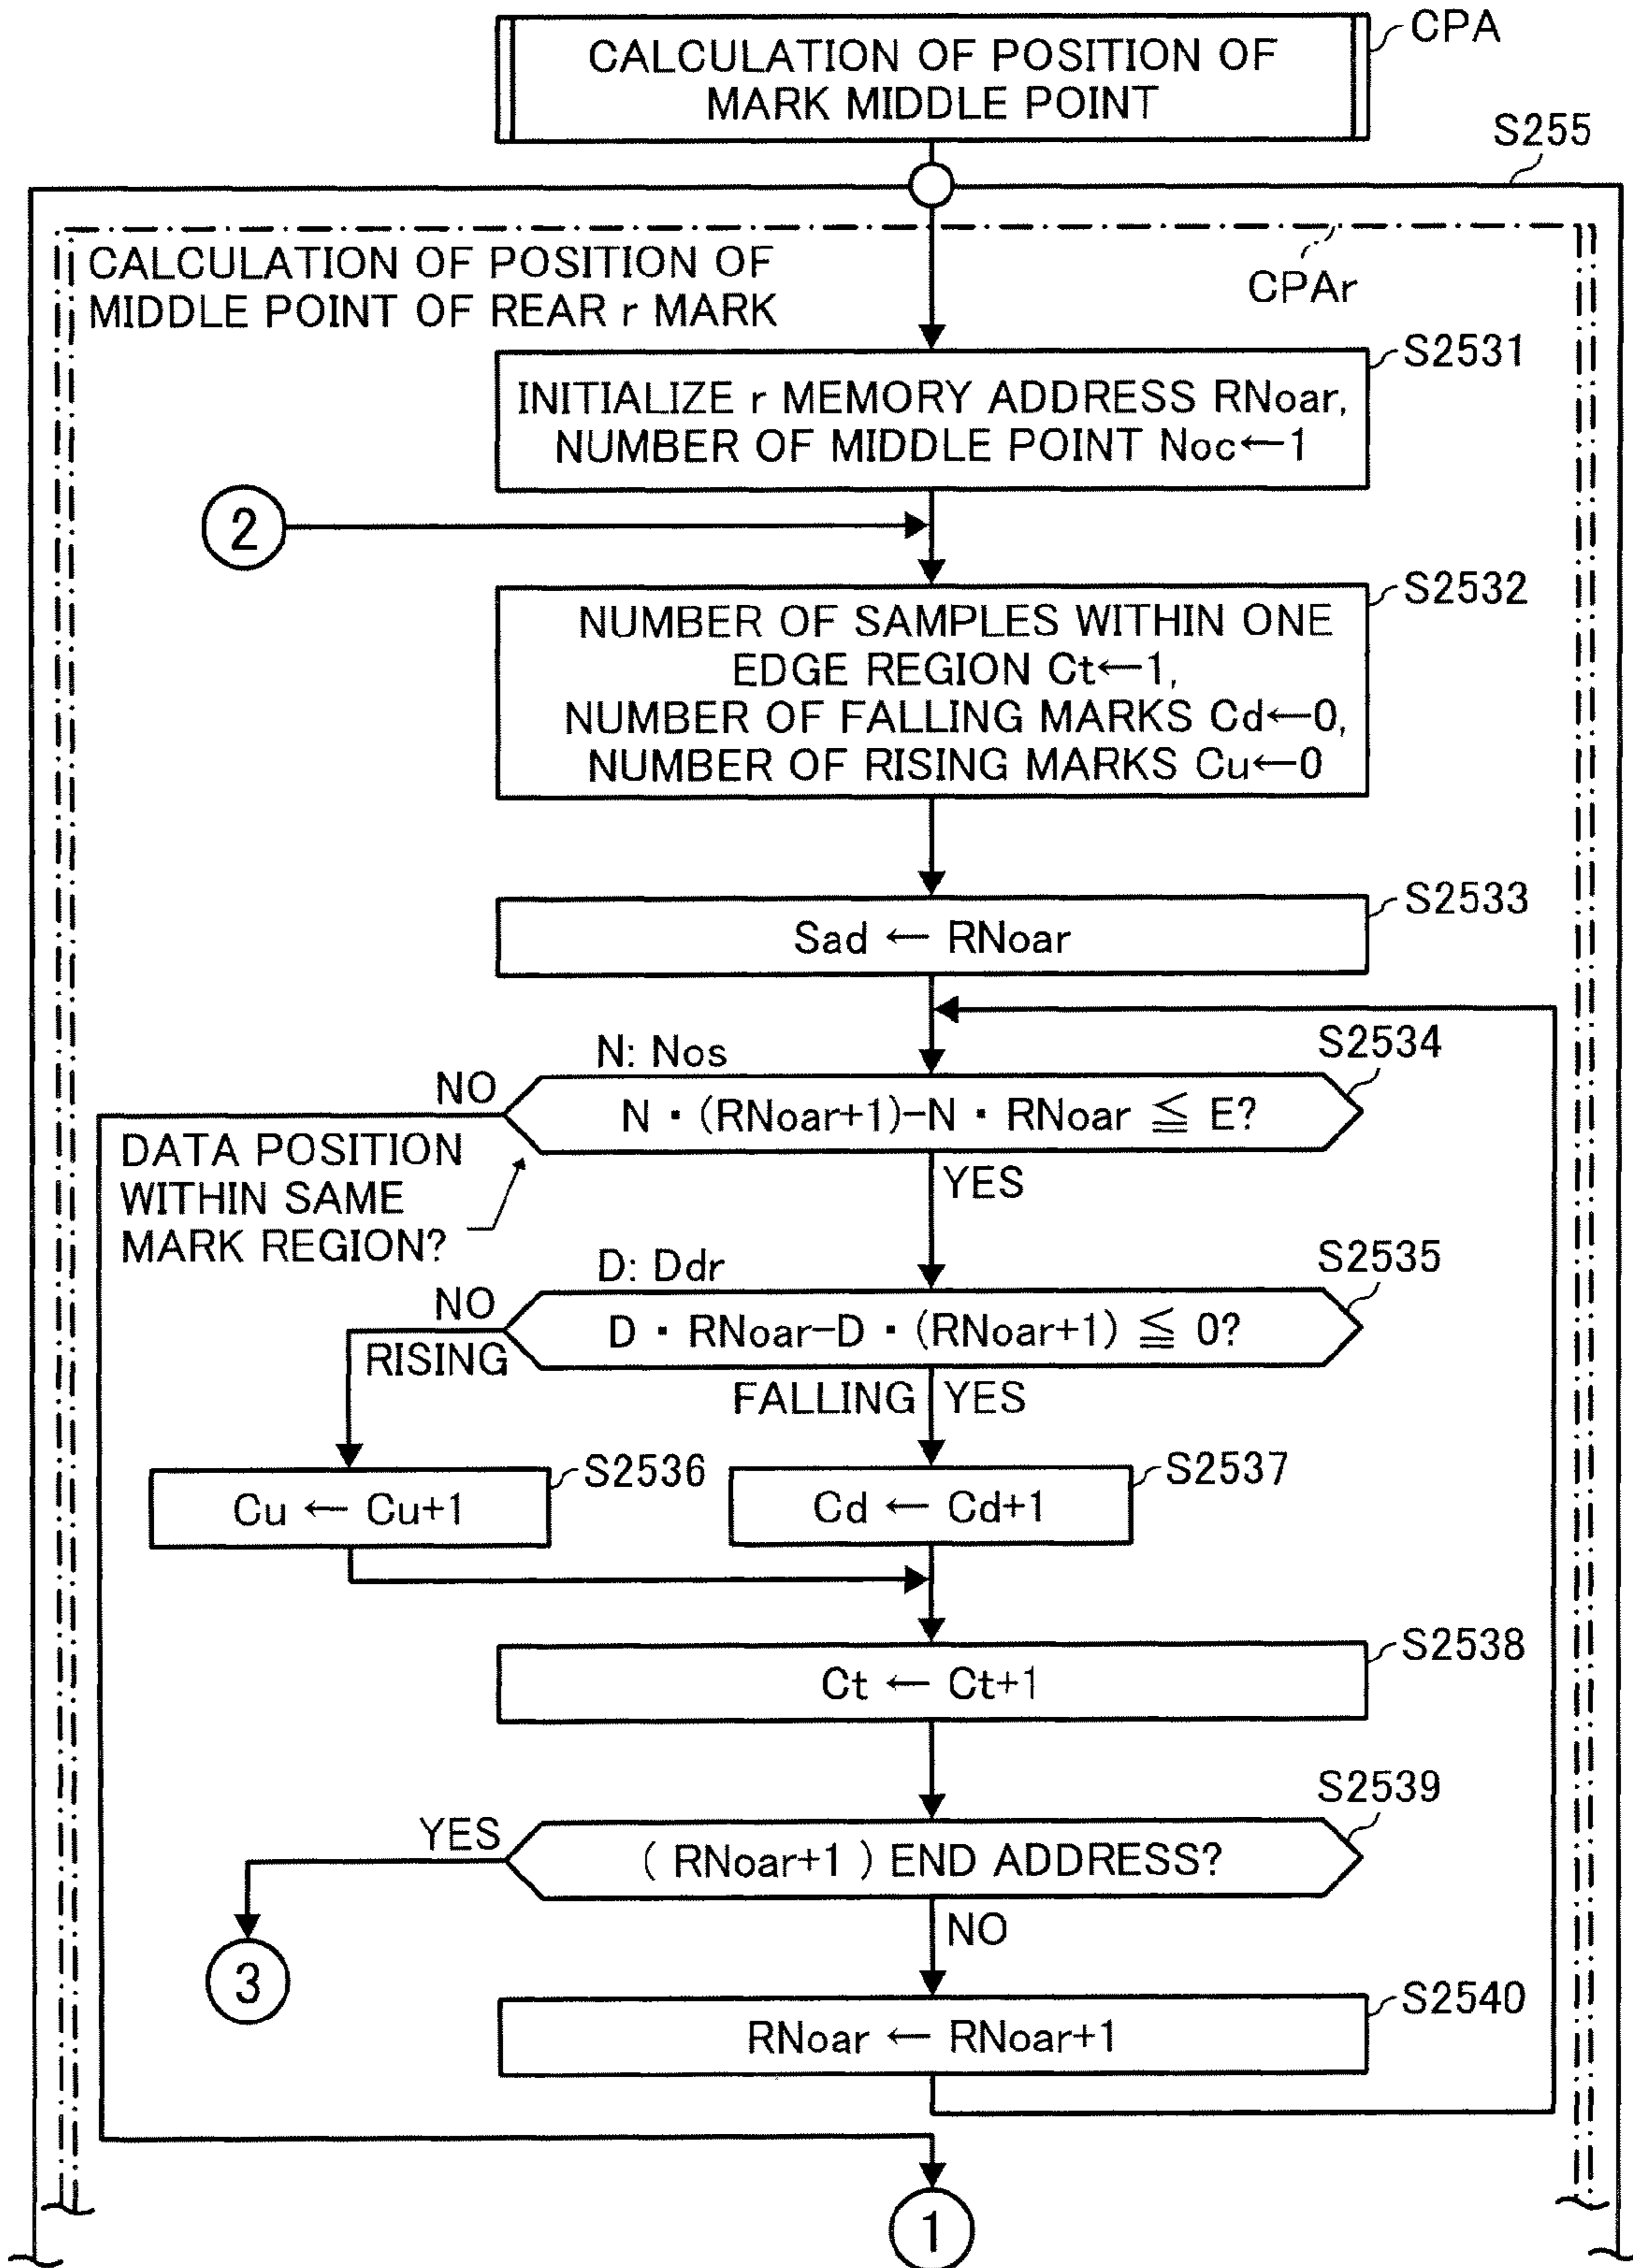 CALCULATION OF POSITION OF
MARK MIDDLE POINT
CPA
S255
CALCULATION OF POSITION OF
MIDDLE POINT OF REAR r MARK
CPAr
S2531
INITIALIZE r MEMORY ADDRESS RNoar,
NUMBER OF MIDDLE POINT Noc←1
2
S2532
NUMBER OF SAMPLES WITHIN ONE
EDGE REGION Ct←1,
NUMBER OF FALLING MARKS Cd←0,
NUMBER OF RISING MARKS Cu←0
S2533
Sad ← RNoar
N: Nos
S2534
NO
N・(RNoar+1)-N・RNoar ≦ E?
DATA POSITION
WITHIN SAME
MARK REGION?
YES
D: Ddr
S2535
NO
D・RNoar-D・(RNoar+1) ≦ 0?
RISING
FALLING
YES
S2536
Cu ← Cu+1
S2537
Cd ← Cd+1
S2538
Ct ← Ct+1
S2539
YES
( RNoar+1 ) END ADDRESS?
NO
3
S2540
RNoar ← RNoar+1
1